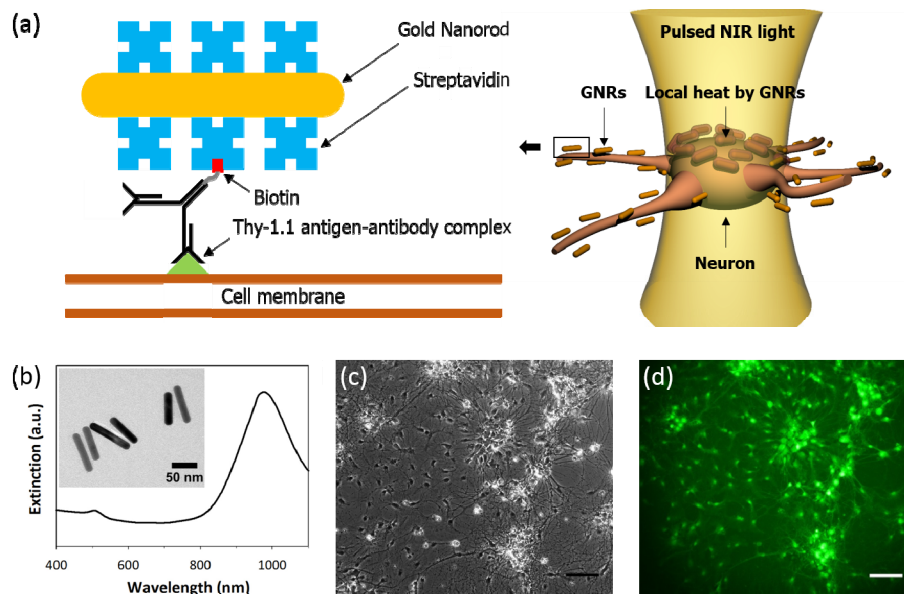 (a)
Gold Nanorod
Streptavidin
Biotin
Thy-1.1 antigen-antibody complex
Cell membrane
Pulsed NIR light
GNRs
Local heat by GNRs
Neuron
(b)
Extinction (a.u.)
50 nm
400
600
800
1000
Wavelength (nm)
(c)
(d)